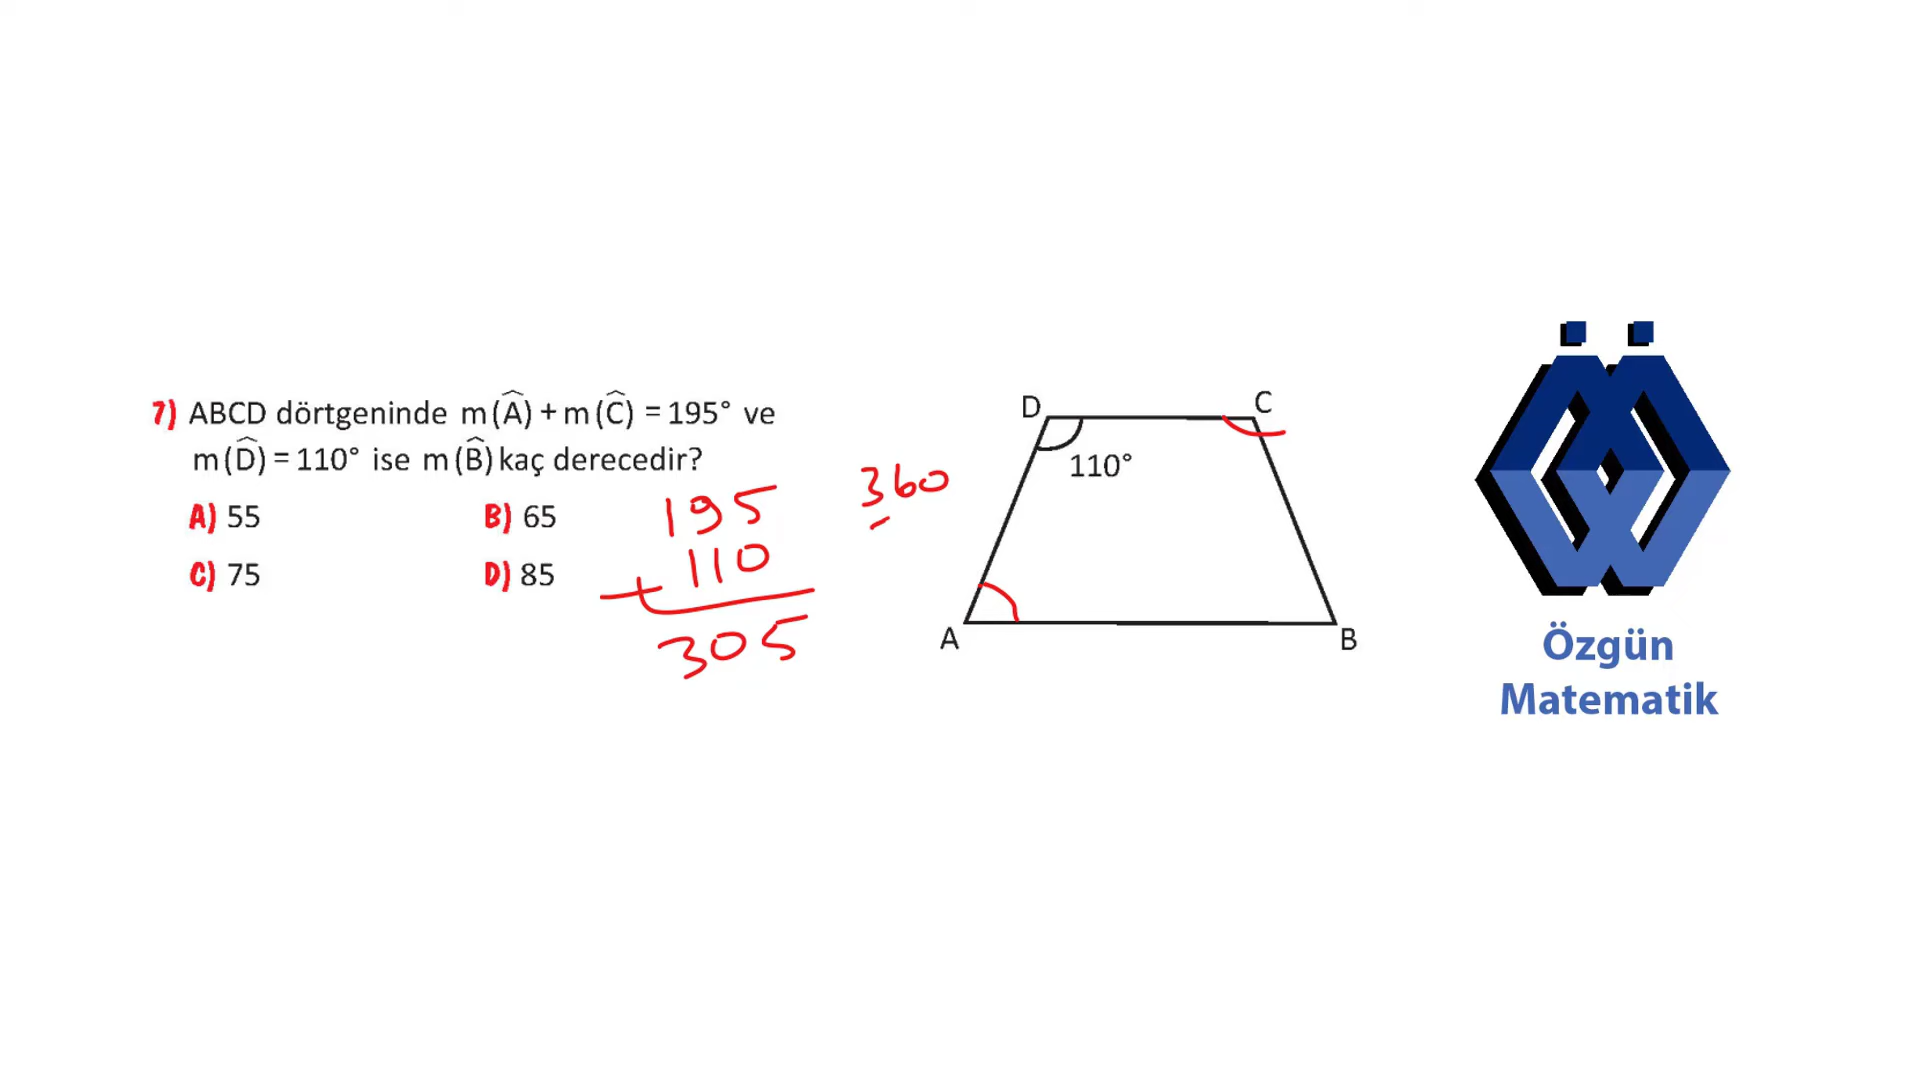 7) ABCD dörtgeninde m(Â) + m(Ĉ) = 195° ve
m(D̂) = 110° ise m(B̂) kaç derecedir?
A) 55 B) 65
C) 75 D) 85
195
+ 110
305
360
-
D C
110°
A B
Özgün
Matematik